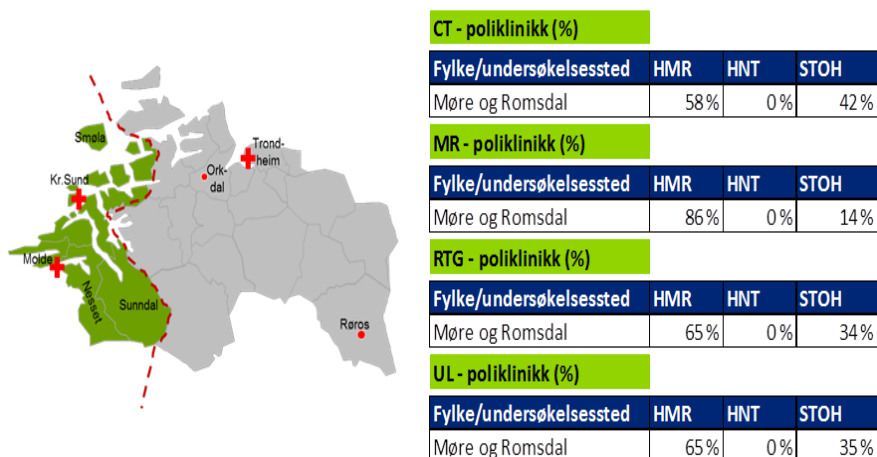 Smøla
Kr.Sund
Molde
Nesset
Sunndal
Ork-
dal
Trond-
heim
Røros
CT - poliklinikk (%)
Fylke/undersøkelsessted HMR HNT STOH
Møre og Romsdal 58% 0% 42%
MR - poliklinikk (%)
Fylke/undersøkelsessted HMR HNT STOH
Møre og Romsdal 86% 0% 14%
RTG - poliklinikk (%)
Fylke/undersøkelsessted HMR HNT STOH
Møre og Romsdal 65% 0% 34%
UL - poliklinikk (%)
Fylke/undersøkelsessted HMR HNT STOH
Møre og Romsdal 65% 0% 35%